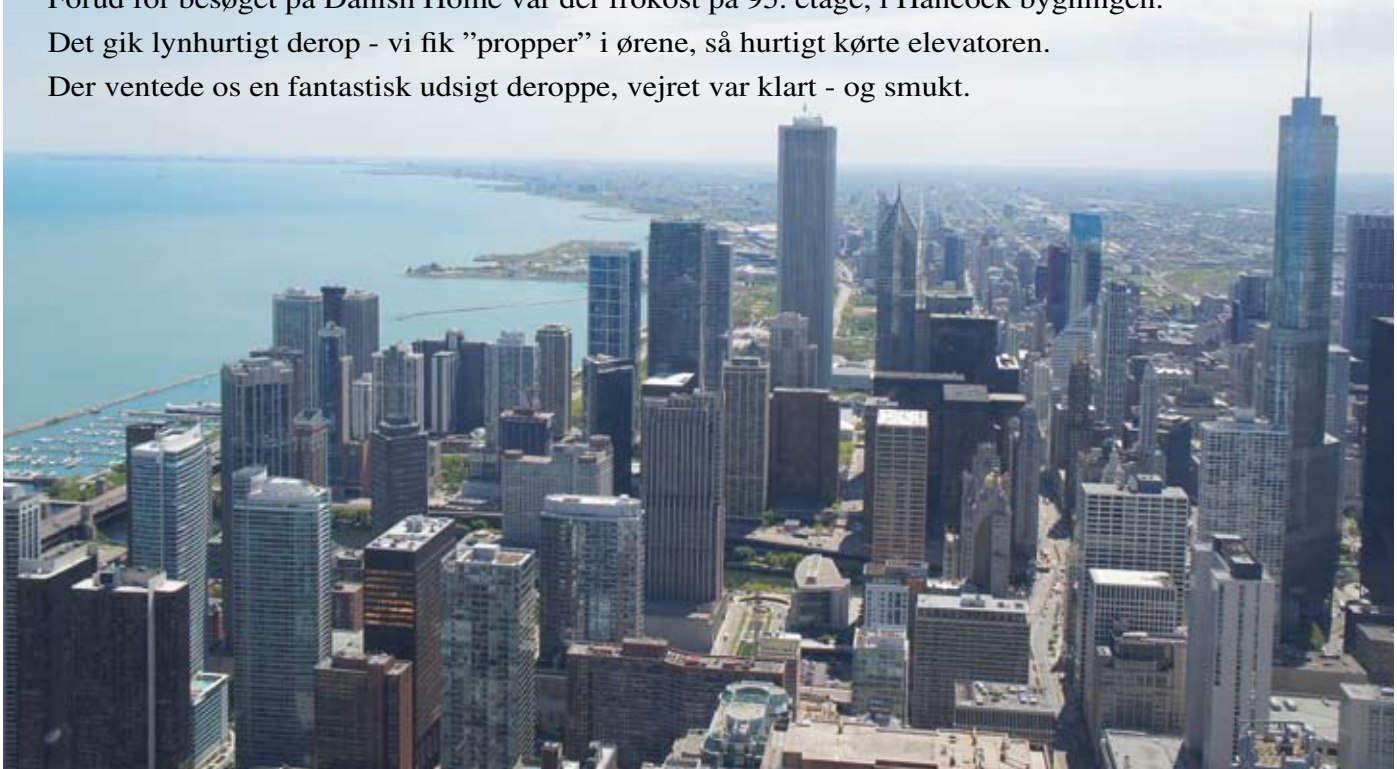 Forud for besøget på Danish Home var der frokost på 95. etage, i Hancock bygningen.
Det gik lynhurtigt derop - vi fik ”propper” i ørene, så hurtigt kørte elevatoren.
Der ventede os en fantastisk udsigt deroppe, vejret var klart - og smukt.